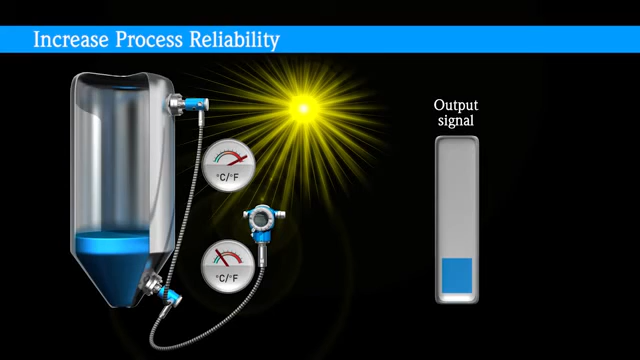 Increase Process Reliability
Output
signal
°C/°F
°C/°F